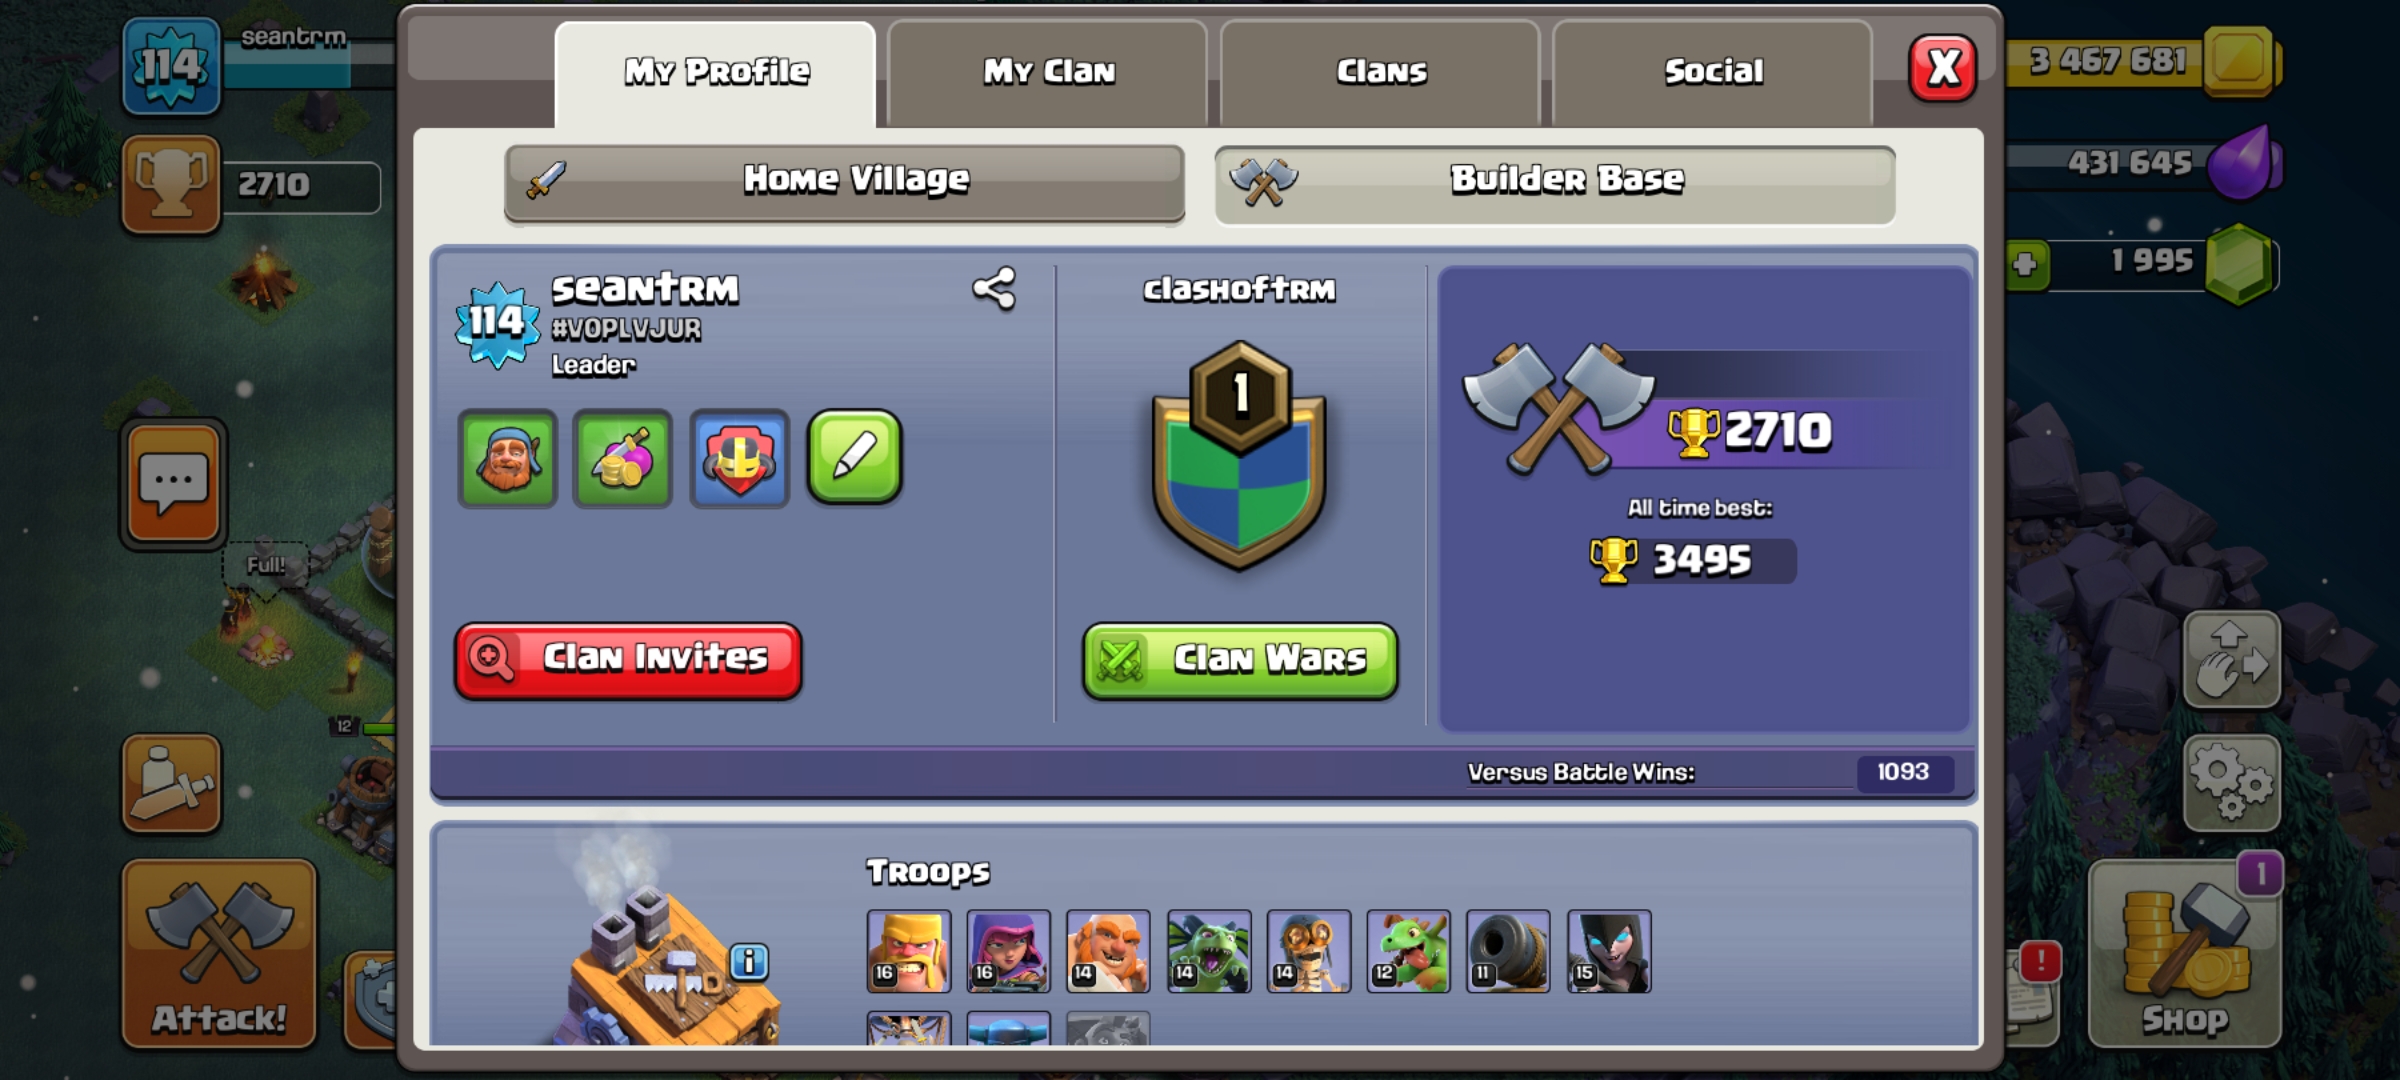 114
seantrm
2710
My Profile
My Clan
Clans
Social
X
3 467 681
431 645
1 995
Home Village
Builder Base
114
seantrm
#VOPLVJUR
Leader
clashoftrm
1
2710
All time best:
3495
Full!
12
Clan Invites
Clan Wars
Versus Battle Wins:
1093
Troops
16
16
14
14
14
12
11
15
i
Attack!
!
1
Shop